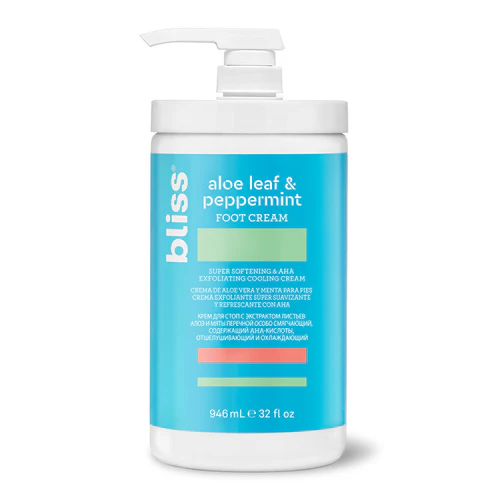 bliss®
aloe leaf &
peppermint
FOOT CREAM
SUPER SOFTENING & AHA
EXFOLIATING COOLING CREAM
CREMA DE ALOE VERA Y MENTA PARA PIES
CREMA EXFOLIANTE SÚPER SUAVIZANTE
Y REFRESCANTE CON AHA
КРЕМ ДЛЯ СТОП С ЭКСТРАКТОМ ЛИСТЬЕВ
АЛОЭ И МЯТЫ ПЕРЕЧНОЙ ОСОБО СМЯГЧАЮЩИЙ,
СОДЕРЖАЩИЙ АНА-КИСЛОТЫ,
ОТШЕЛУШИВАЮЩИЙ И ОХЛАЖДАЮЩИЙ
946 mL ℮ 32 fl oz